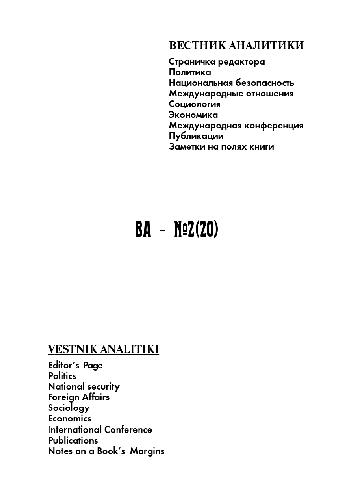 ВЕСТНИК АНАЛИТИКИ
Страничка редактора
Политика
Национальная безопасность
Международные отношения
Социология
Экономика
Международная конференция
Публикации
Заметки на полях книги
ВА - №2(20)
VESTNIK ANALITIKI
Editor's Page
Politics
National security
Foreign Affairs
Sociology
Economics
International Conference
Publications
Notes on a Book's Margins